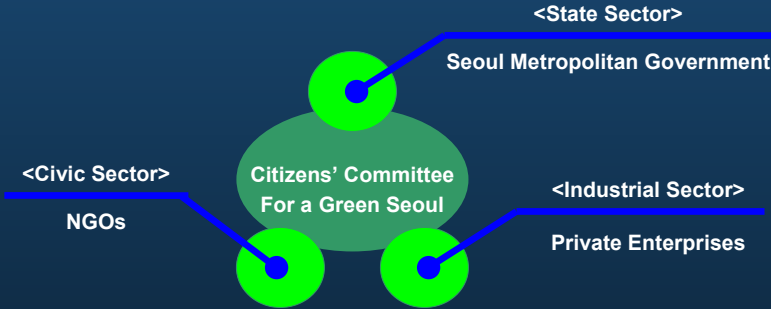 <State Sector>
Seoul Metropolitan Government
<Civic Sector>
NGOs
Citizens’ Committee
For a Green Seoul
<Industrial Sector>
Private Enterprises